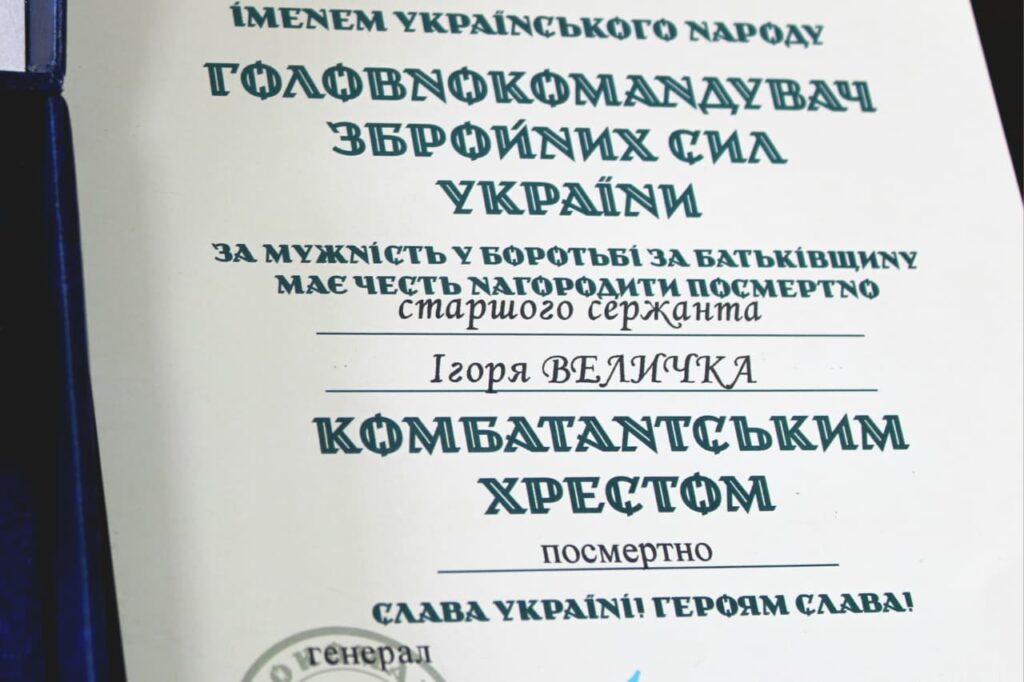 ІМЕНЕМ УКРАЇНСЬКОГО НАРОДУ
ГОЛОВНОКОМАНДУВАЧ
ЗБРОЙНИХ СИЛ
УКРАЇНИ
ЗА МУЖНІСТЬ У БОРОТЬБІ ЗА БАТЬКІВЩИНУ
МАЄ ЧЕСТЬ НАГОРОДИТИ ПОСМЕРТНО
старшого сержанта
Ігоря ВЕЛИЧКА
КОМБАТАНТСЬКИМ
ХРЕСТОМ
посмертно
СЛАВА УКРАЇНІ! ГЕРОЯМ СЛАВА!
генерал